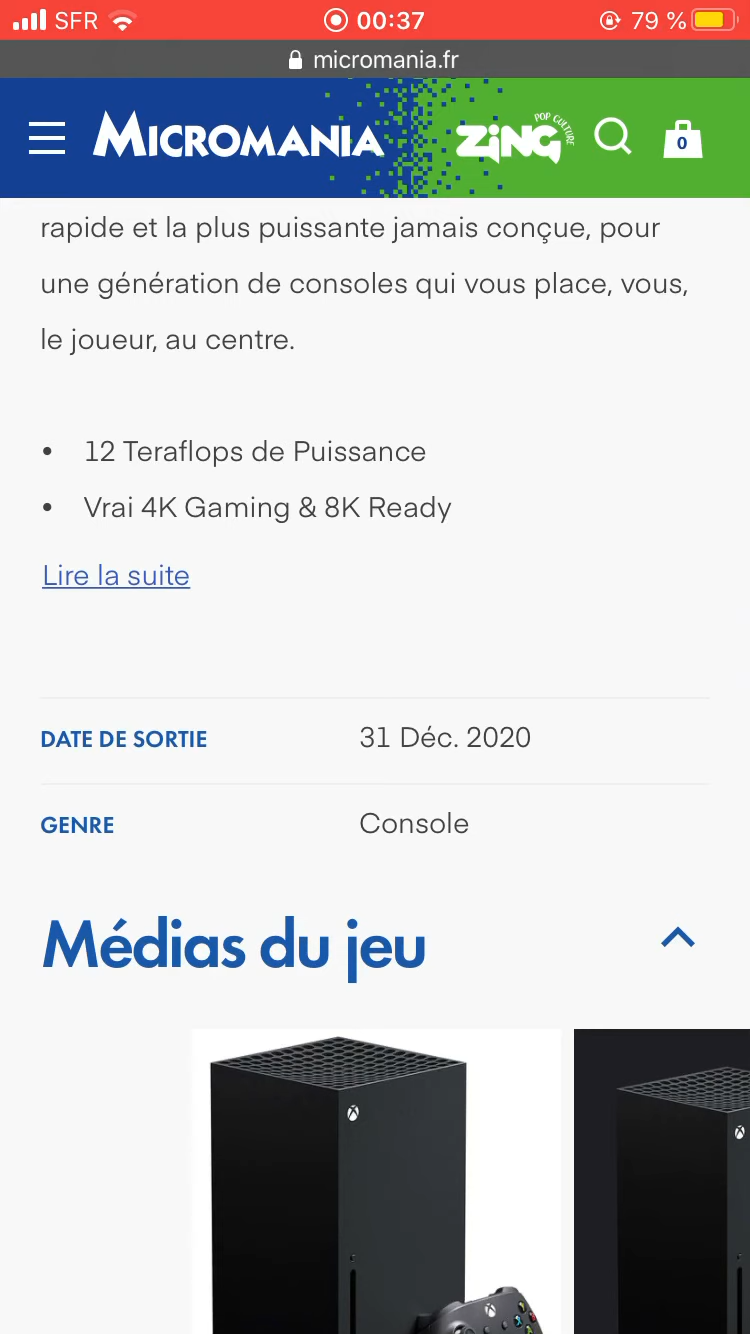 SFR 00:37 79 %
micromania.fr
MICROMANIA ZiNG POP CULTURE 0
rapide et la plus puissante jamais conçue, pour
une génération de consoles qui vous place, vous,
le joueur, au centre.
• 12 Teraflops de Puissance
• Vrai 4K Gaming & 8K Ready
Lire la suite
DATE DE SORTIE 31 Déc. 2020
GENRE Console
Médias du jeu